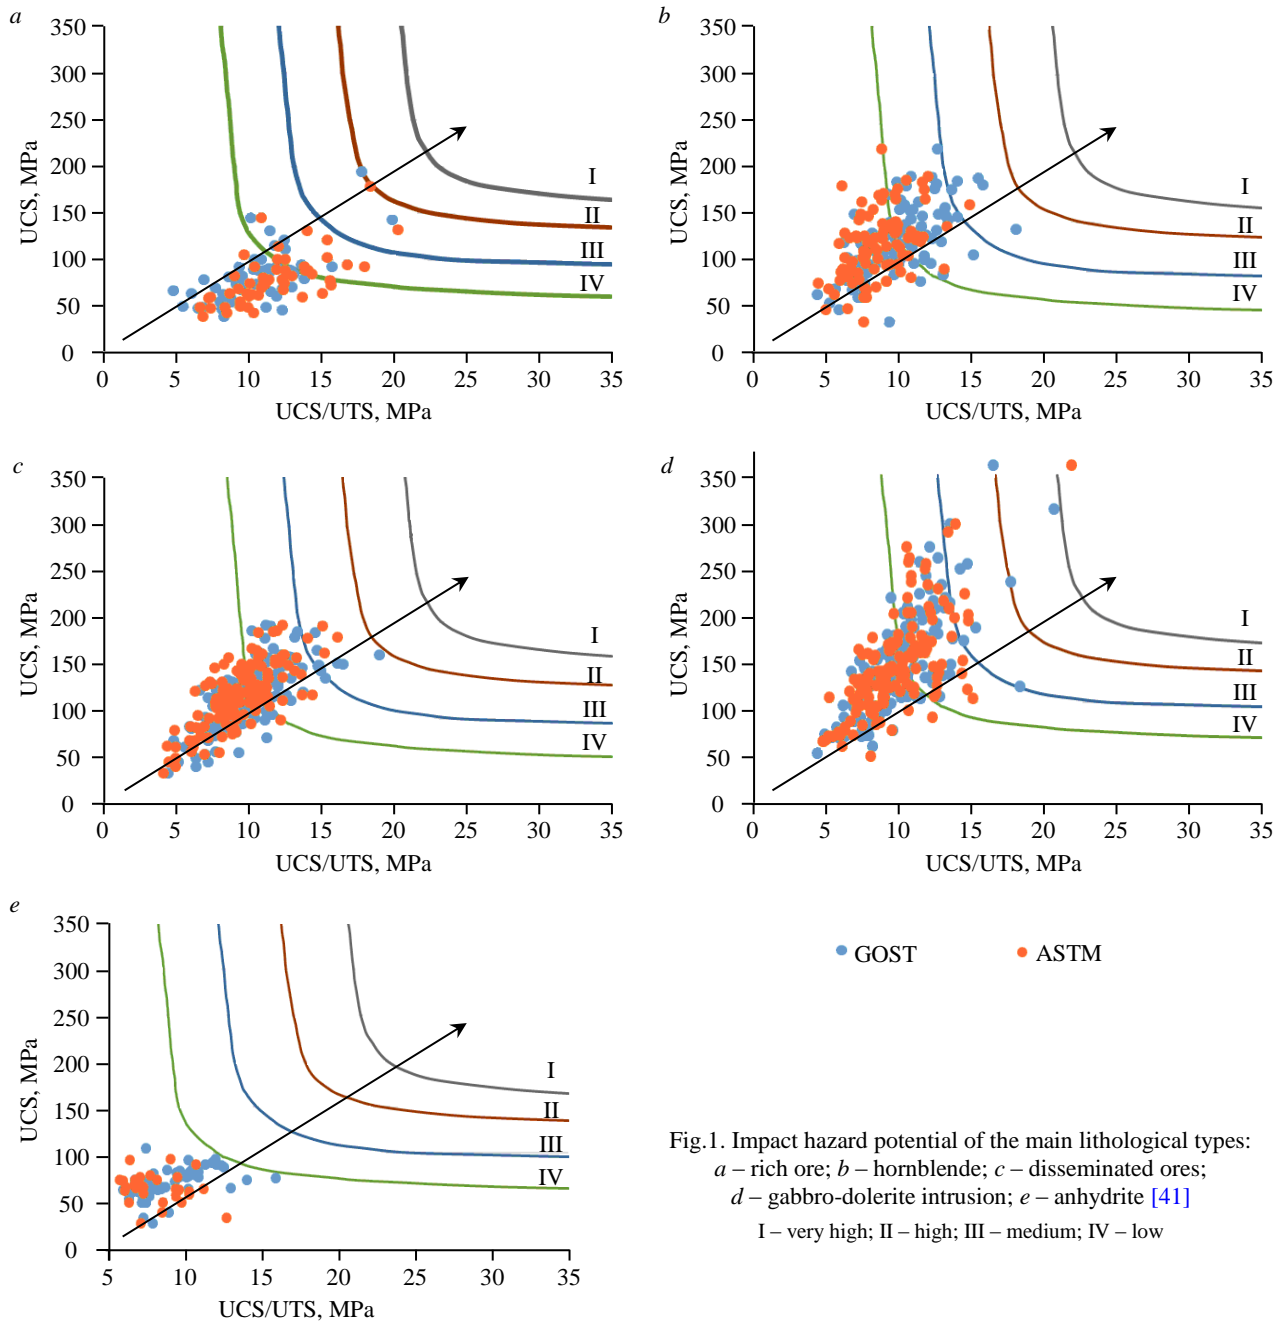 a
350
300
250
200
150
100
50
0
UCS, MPa
I
II
III
IV
0 5 10 15 20 25 30 35
UCS/UTS, MPa
b
350
300
250
200
150
100
50
0
UCS, MPa
I
II
III
IV
0 5 10 15 20 25 30 35
UCS/UTS, MPa
c
350
300
250
200
150
100
50
0
UCS, MPa
I
II
III
IV
0 5 10 15 20 25 30 35
UCS/UTS, MPa
d
350
300
250
200
150
100
50
0
UCS, MPa
I
II
III
IV
0 5 10 15 20 25 30 35
UCS/UTS, MPa
e
350
300
250
200
150
100
50
0
UCS, MPa
I
II
III
IV
5 10 15 20 25 30 35
UCS/UTS, MPa
GOST ASTM
Fig.1. Impact hazard potential of the main lithological types:
a – rich ore; b – hornblende; c – disseminated ores;
d – gabbro-dolerite intrusion; e – anhydrite [41]
I – very high; II – high; III – medium; IV – low